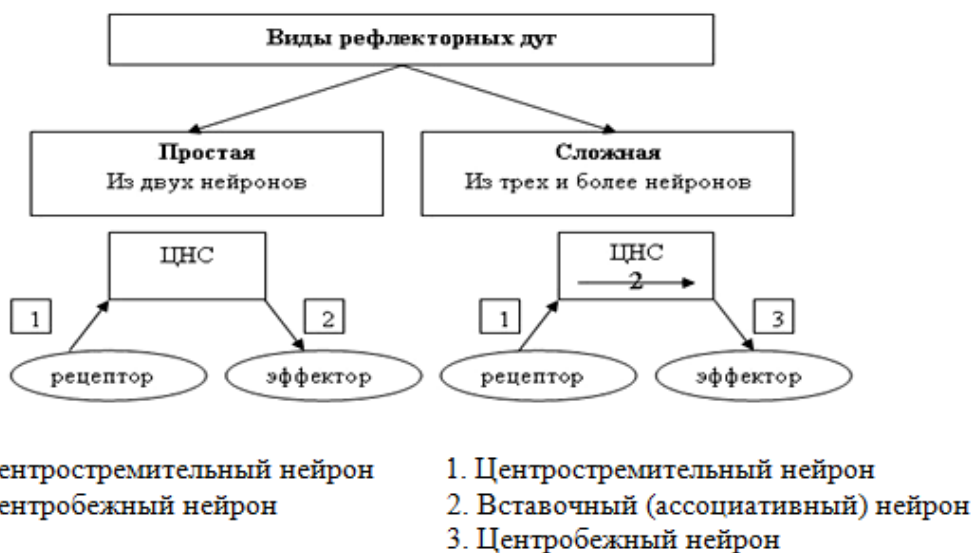 Виды рефлекторных дуг
Простая
Из двух нейронов
Сложная
Из трех и более нейронов
ЦНС
1
2
рецептор
эффектор
ЦНС
2
1
3
рецептор
эффектор
ентростремительный нейрон
ентробежный нейрон
1. Центростремительный нейрон
2. Вставочный (ассоциативный) нейрон
3. Центробежный нейрон